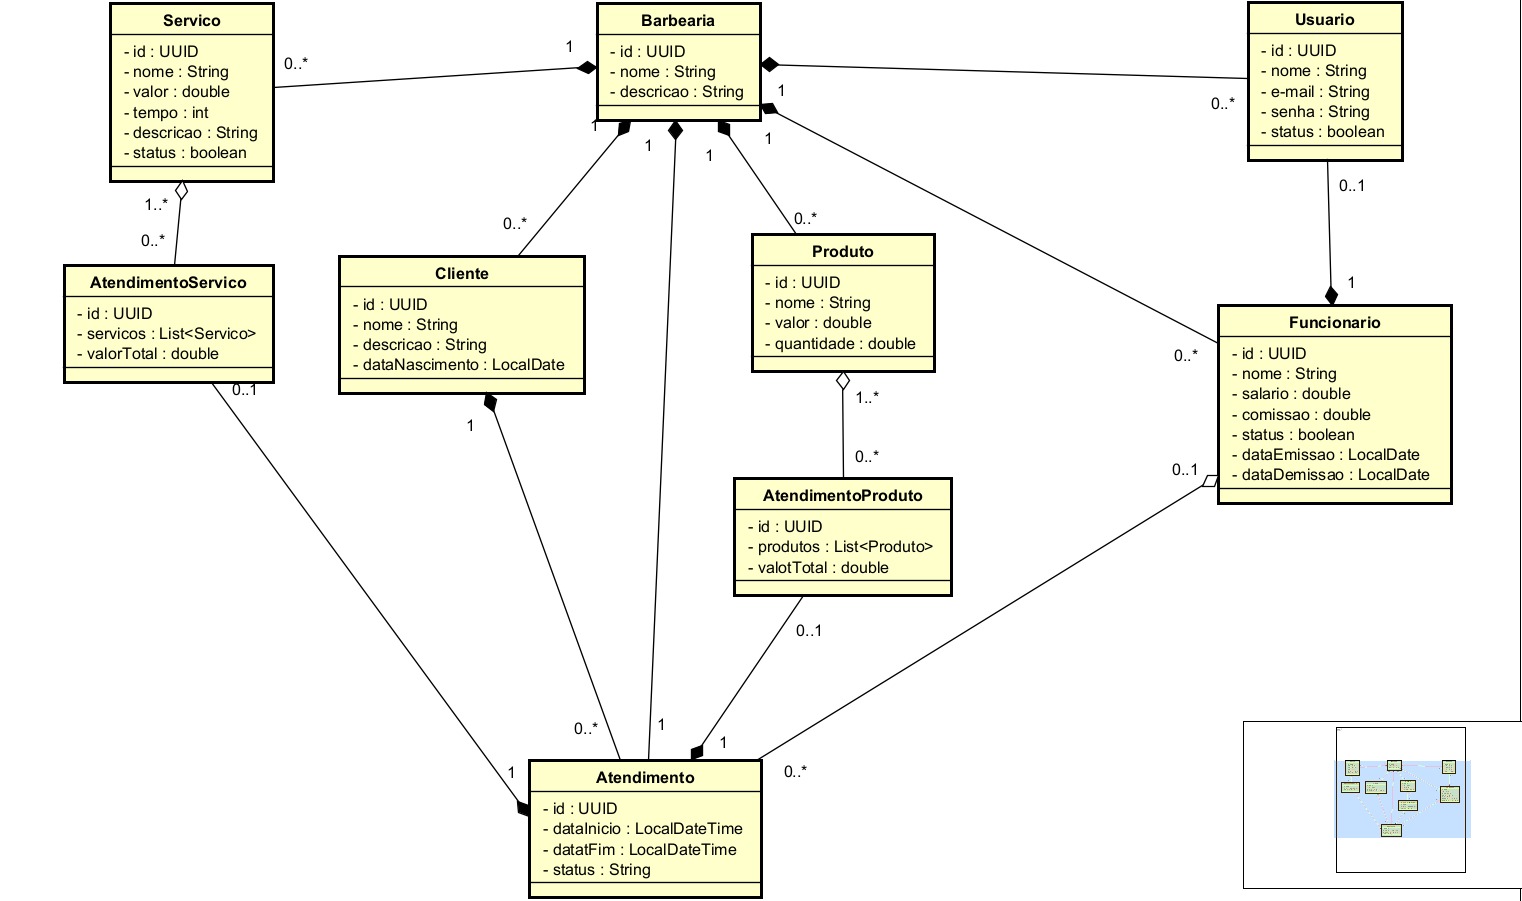 Servico
- id : UUID
- nome : String
- valor : double
- tempo : int
- descricao : String
- status : boolean
Barbearia
- id : UUID
- nome : String
- descricao : String
Usuario
- id : UUID
- nome : String
- e-mail : String
- senha : String
- status : boolean
0..*
1
1
0..*
1
1
1
1
0..*
0..*
1..*
0..*
0..1
1
AtendimentoServico
- id : UUID
- servicos : List<Servico>
- valorTotal : double
0..1
Cliente
- id : UUID
- nome : String
- descricao : String
- dataNascimento : LocalDate
1
Produto
- id : UUID
- nome : String
- valor : double
- quantidade : double
1..*
0..*
0..*
Funcionario
- id : UUID
- nome : String
- salario : double
- comissao : double
- status : boolean
- dataEmissao : LocalDate
- dataDemissao : LocalDate
0..1
AtendimentoProduto
- id : UUID
- produtos : List<Produto>
- valotTotal : double
0..1
0..*
1
1
0..*
1
Atendimento
- id : UUID
- dataInicio : LocalDateTime
- datatFim : LocalDateTime
- status : String